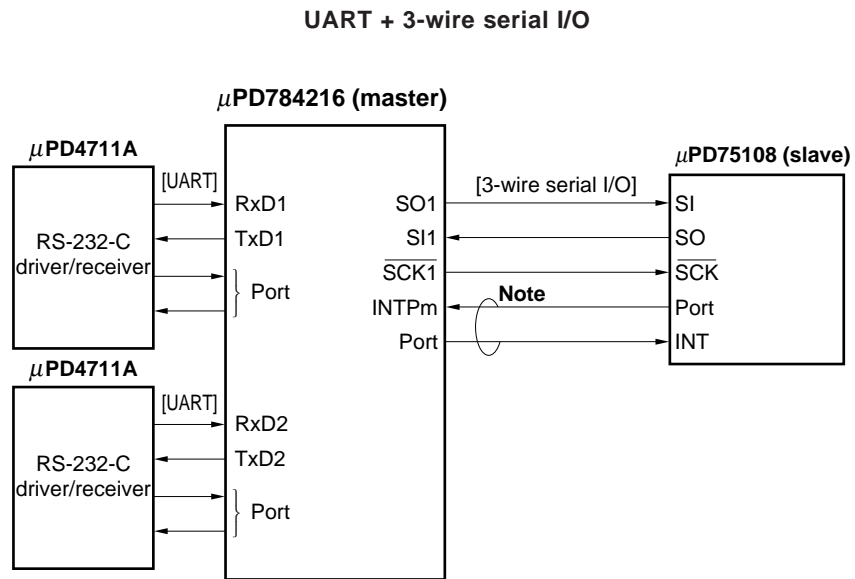 UART + 3-wire serial I/O
μPD784216 (master)
μPD4711A
[UART]
RS-232-C
driver/receiver
RxD1
TxD1
Port
μPD4711A
[UART]
RS-232-C
driver/receiver
RxD2
TxD2
Port
SO1
SI1
SCK1
INTPm
Port
[3-wire serial I/O]
Note
μPD75108 (slave)
SI
SO
SCK
Port
INT